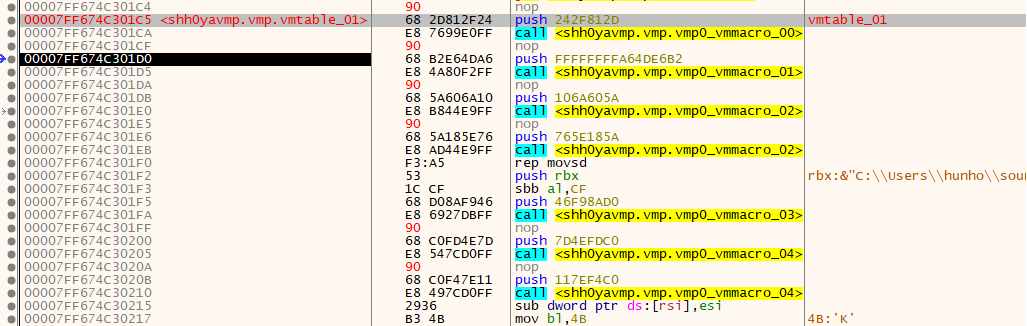 00007FF674C301C4 90 nop
00007FF674C301C5 <shh0yavmp.vmp.vmtable_01> 68 2D812F24 push 242F812D vmtable_01
00007FF674C301CA E8 7699E0FF call <shh0yavmp.vmp.vmp0_vmmacro_00>
00007FF674C301CF 90 nop
00007FF674C301D0 68 B2E64DA6 push FFFFFFFFA64DE6B2
00007FF674C301D5 E8 4A80F2FF call <shh0yavmp.vmp.vmp0_vmmacro_01>
00007FF674C301DA 90 nop
00007FF674C301DB 68 5A606A10 push 106A605A
00007FF674C301E0 E8 B844E9FF call <shh0yavmp.vmp.vmp0_vmmacro_02>
00007FF674C301E5 90 nop
00007FF674C301E6 68 5A185E76 push 765E185A
00007FF674C301EB E8 AD44E9FF call <shh0yavmp.vmp.vmp0_vmmacro_02>
00007FF674C301F0 F3:A5 rep movsd
00007FF674C301F2 53 push rbx rbx:&"C:\\Users\\hunho\\sour
00007FF674C301F3 1C CF sbb al,CF
00007FF674C301F5 68 D08AF946 push 46F98AD0
00007FF674C301FA E8 6927DBFF call <shh0yavmp.vmp.vmp0_vmmacro_03>
00007FF674C301FF 90 nop
00007FF674C30200 68 C0FD4E7D push 7D4EFDC0
00007FF674C30205 E8 547CD0FF call <shh0yavmp.vmp.vmp0_vmmacro_04>
00007FF674C3020A 90 nop
00007FF674C3020B 68 C0F47E11 push 117EF4C0
00007FF674C30210 E8 497CD0FF call <shh0yavmp.vmp.vmp0_vmmacro_04>
00007FF674C30215 2936 sub dword ptr ds:[rsi],esi
00007FF674C30217 B3 4B mov bl,4B 4B:'K'